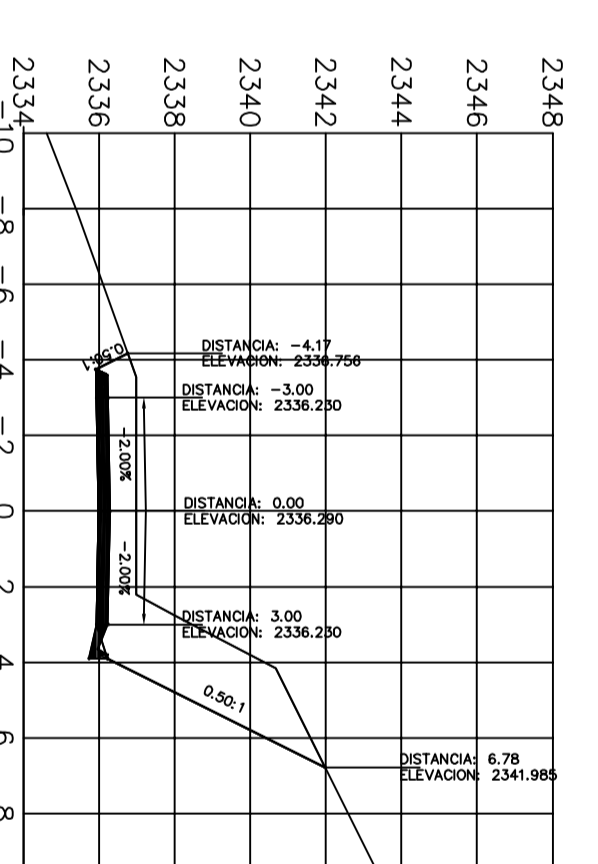 2334
2336
2338
2340
2342
2344
2346
2348
-10
-8
-6
-4
-2
0
2
4
6
8
DISTANCIA: -4.17
ELEVACION: 2336.756
0.50:1
DISTANCIA: -3.00
ELEVACION: 2336.230
-2.00%
DISTANCIA: 0.00
ELEVACION: 2336.290
-2.00%
DISTANCIA: 3.00
ELEVACION: 2336.230
0.50:1
DISTANCIA: 6.78
ELEVACION: 2341.985